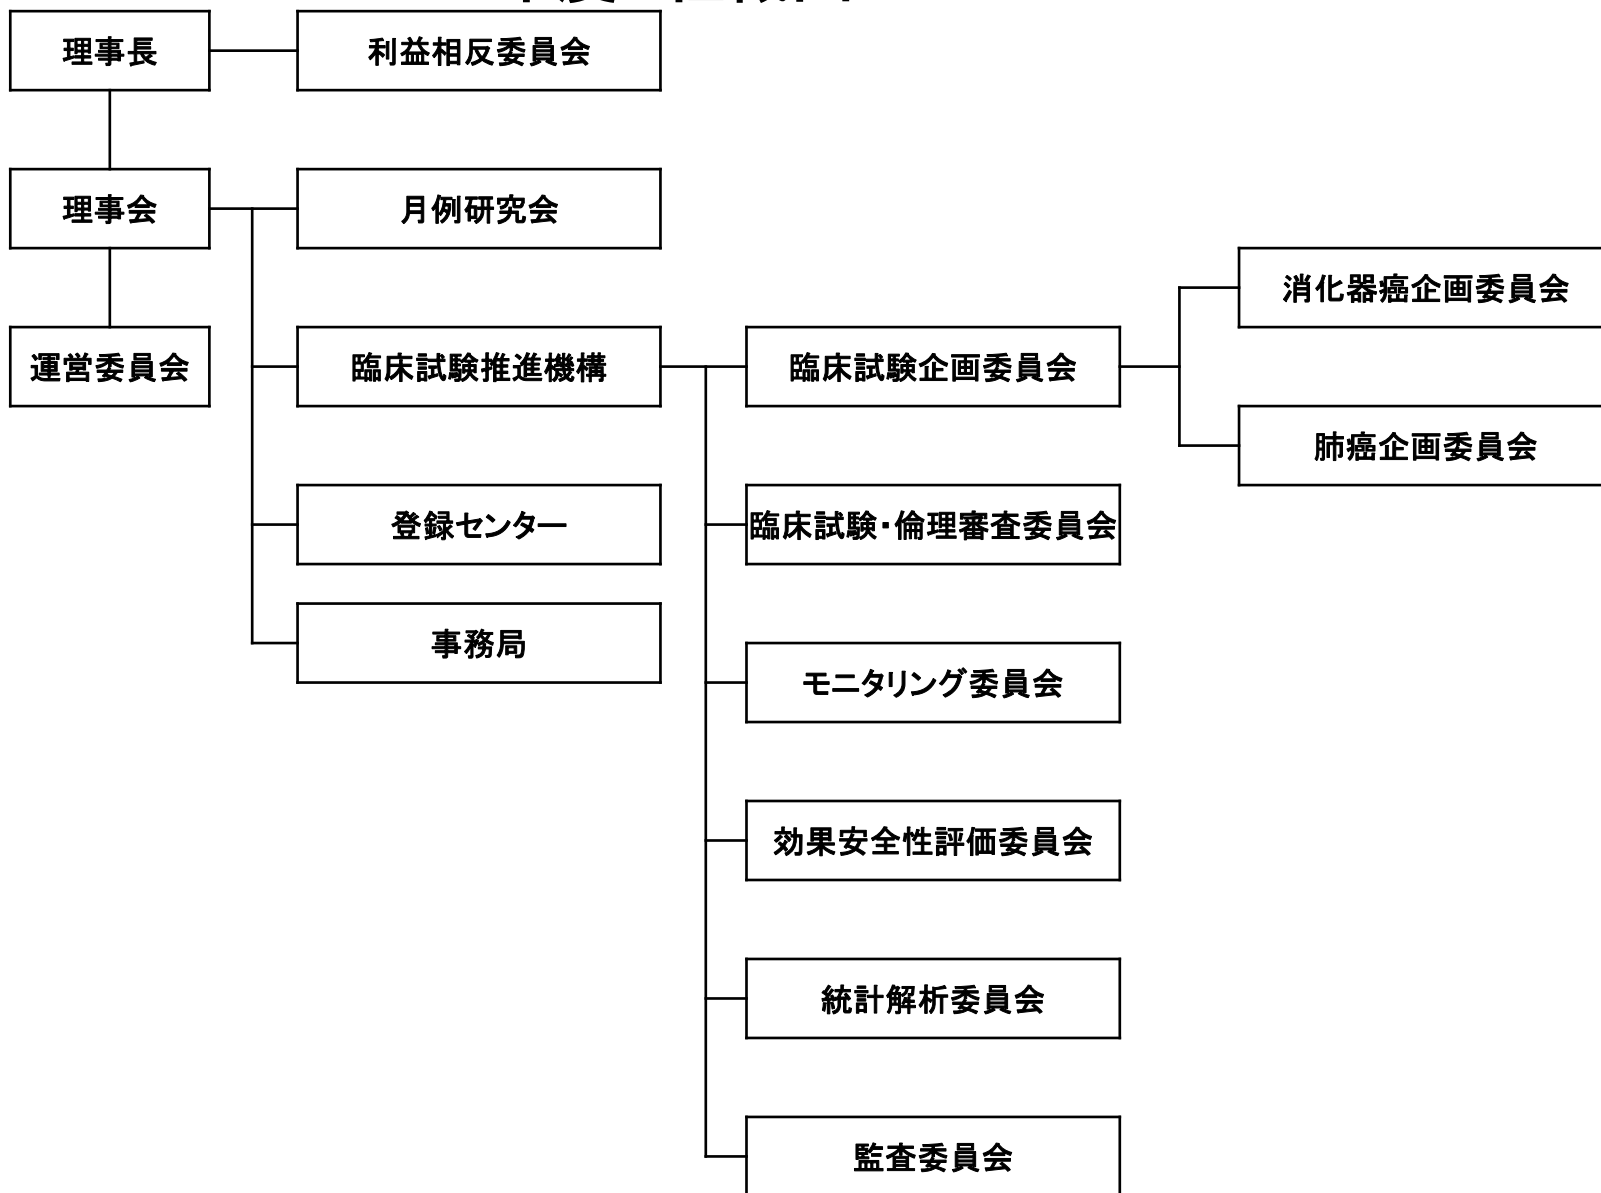 理事長
利益相反委員会
理事会
月例研究会
消化器癌企画委員会
運営委員会
臨床試験推進機構
臨床試験企画委員会
肺癌企画委員会
登録センター
臨床試験・倫理審査委員会
事務局
モニタリング委員会
効果安全性評価委員会
統計解析委員会
監査委員会